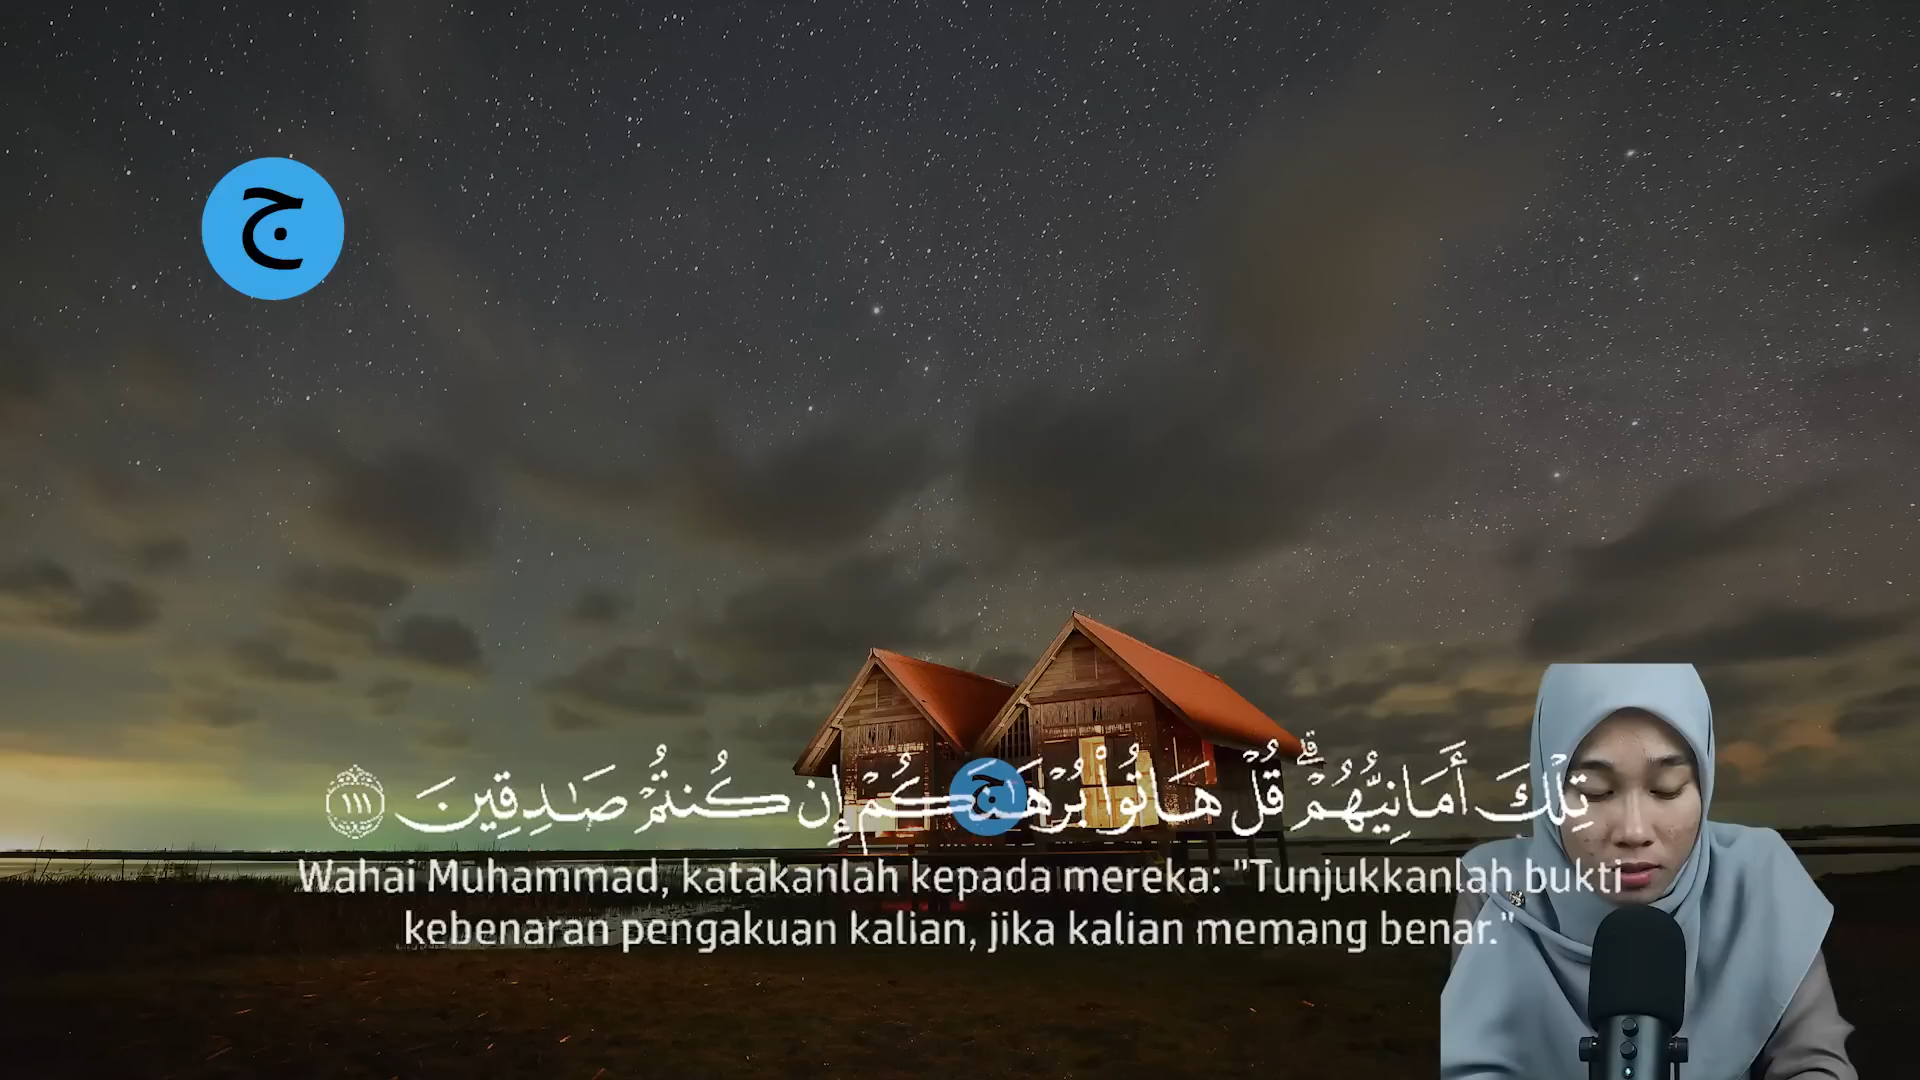 ج
تِلْكَ أَمَانِيُّهُمْ ۗ قُلْ هَاتُوا۟ بُرْهَـٰنَكُمْ إِن كُنتُمْ صَـٰدِقِينَ ١١١
ج
Wahai Muhammad, katakanlah kepada mereka: "Tunjukkanlah bukti
kebenaran pengakuan kalian, jika kalian memang benar."